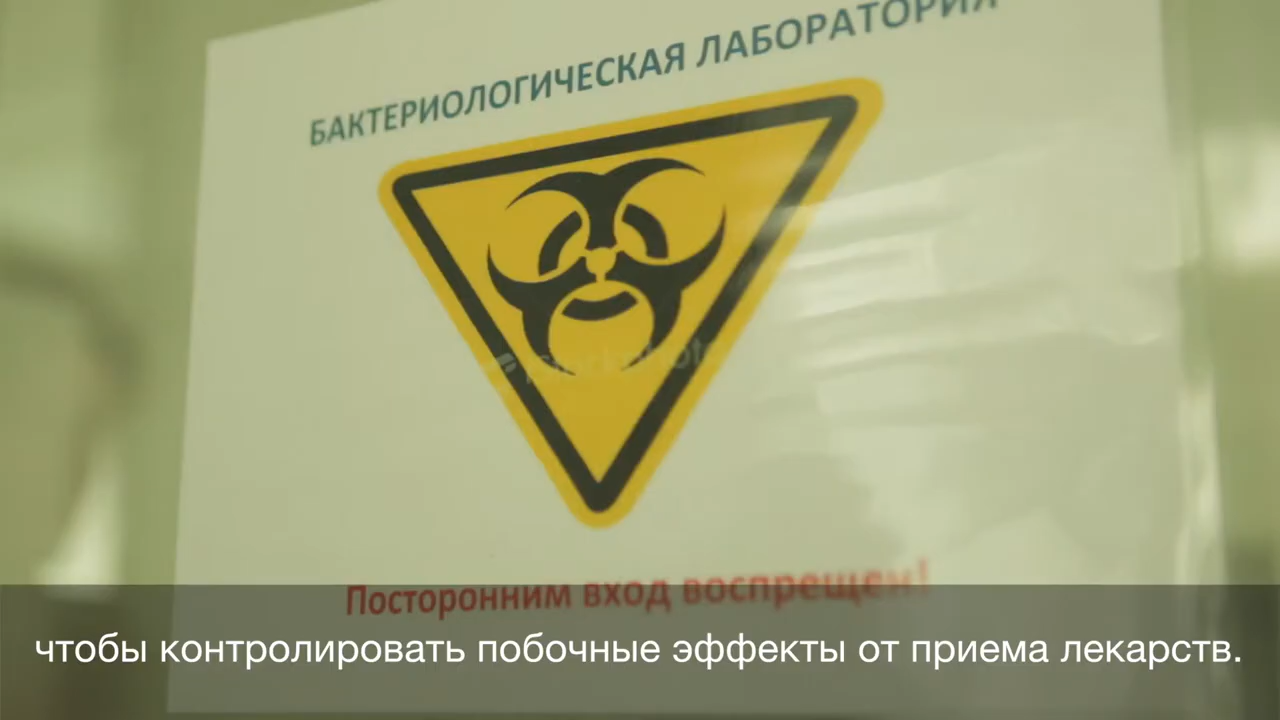 БАКТЕРИОЛОГИЧЕСКАЯ ЛАБОРАТОРИЯ
Посторонним вход воспрещен!
чтобы контролировать побочные эффекты от приема лекарств.